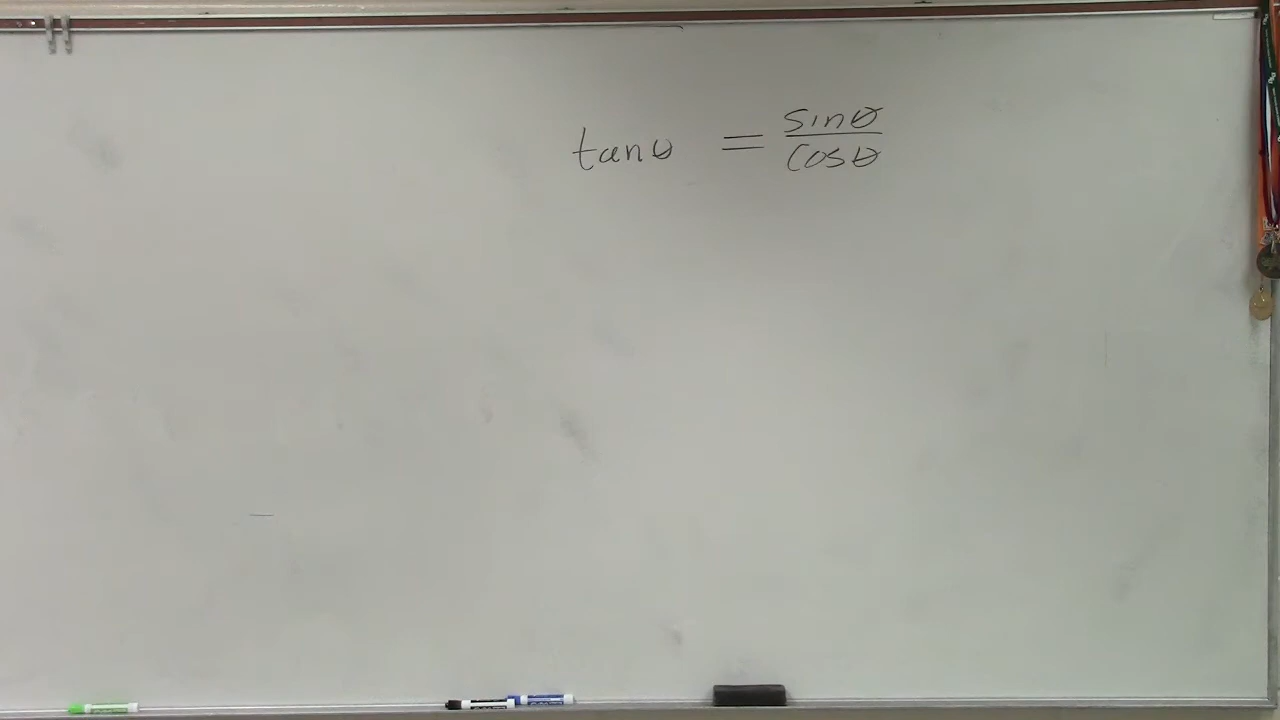 tanθ = sinθ/cosθ